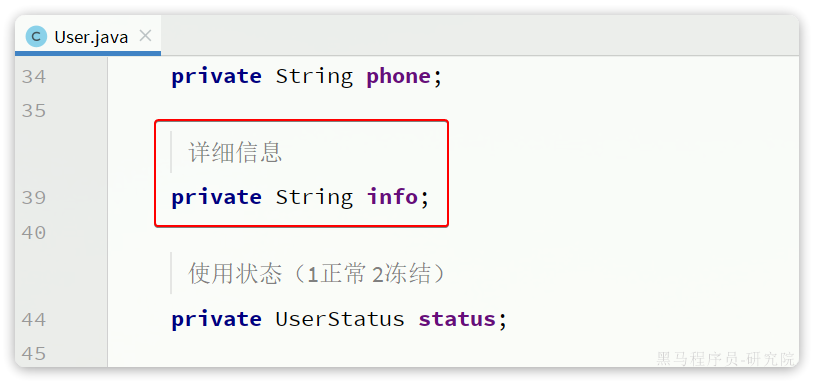 User.java
34 private String phone;
35
详细信息
39 private String info;
40
使用状态（1正常 2冻结）
44 private UserStatus status;
45
黑马程序员-研究院